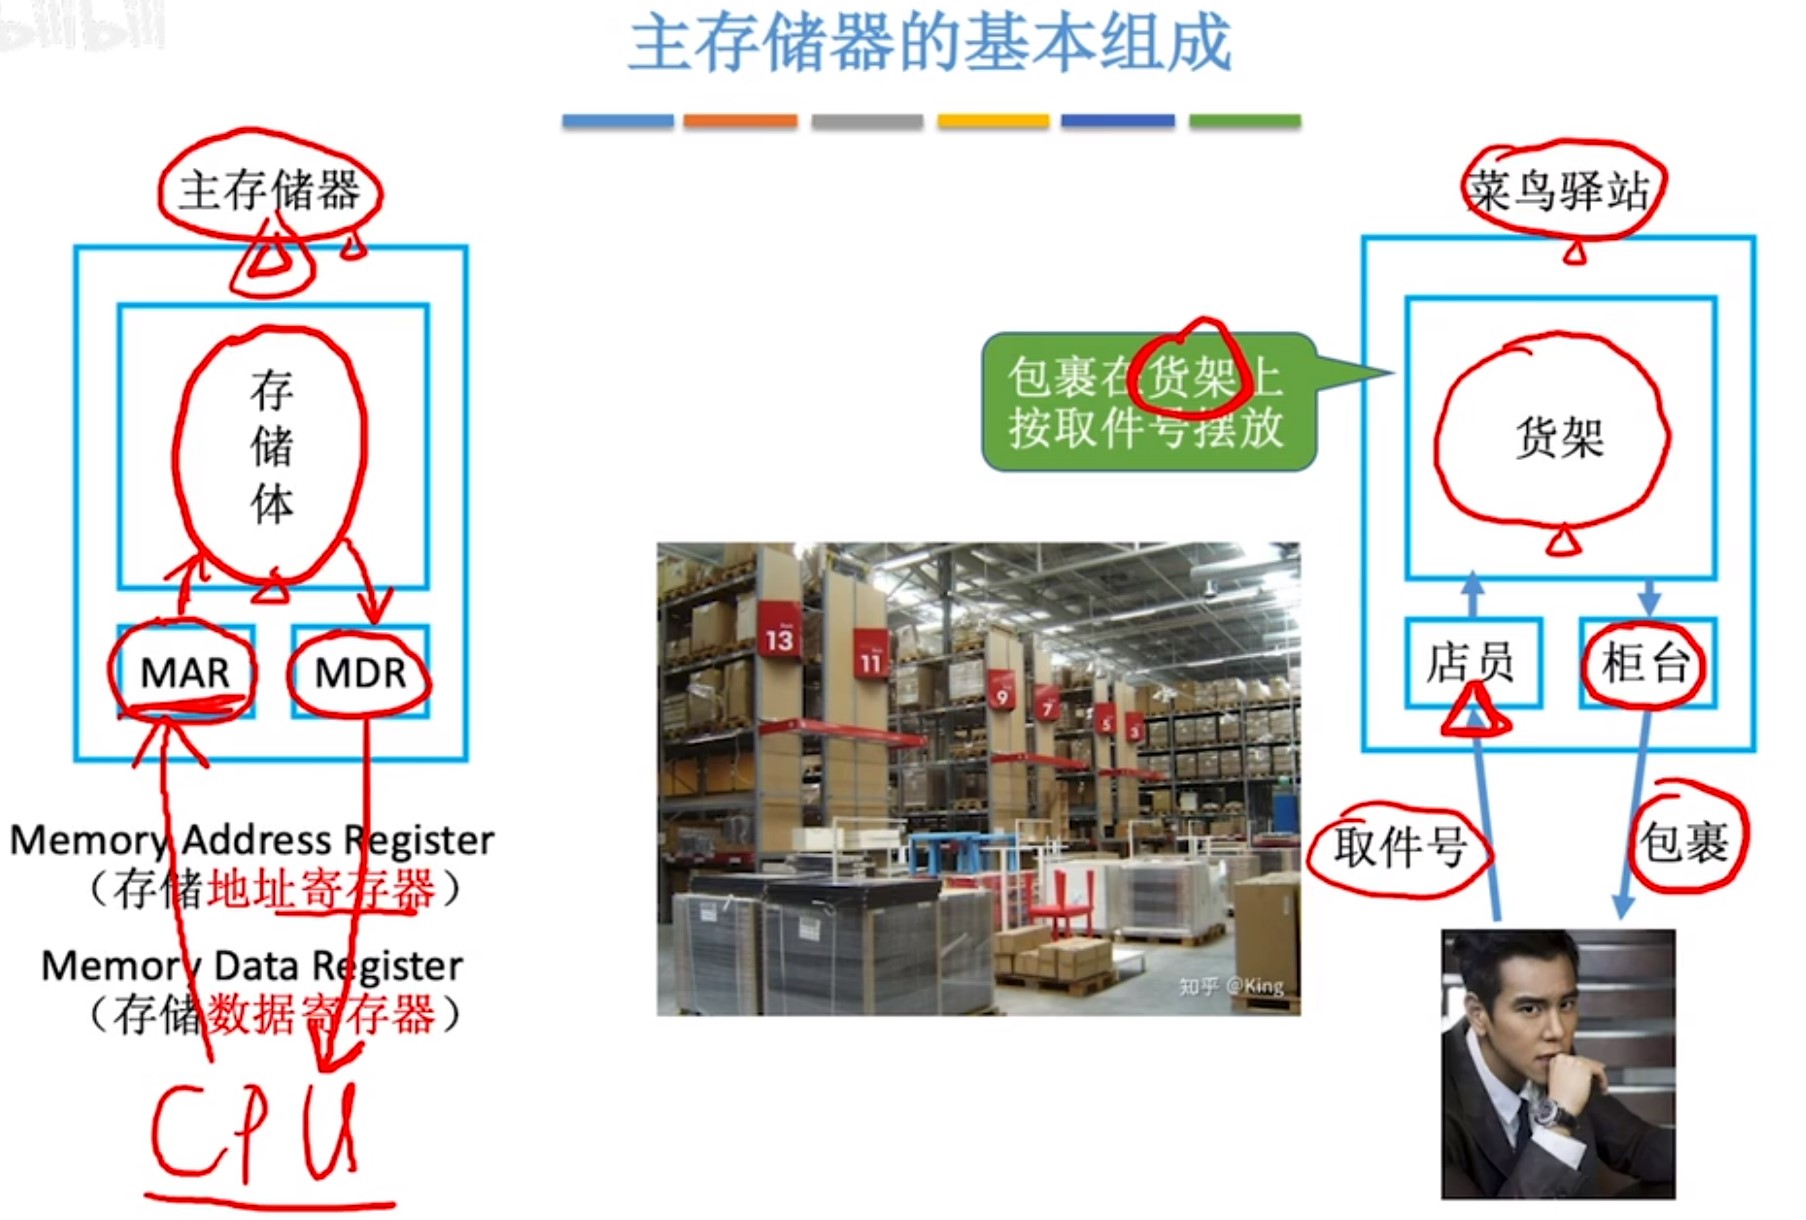 主存储器的基本组成
主存储器
存
储
体
MAR
MDR
Memory Address Register
（存储地址寄存器）
Memory Data Register
（存储数据寄存器）
CPU
包裹在货架上
按取件号摆放
13
11
9
7
5
3
知乎 @King
菜鸟驿站
货架
店员
柜台
取件号
包裹